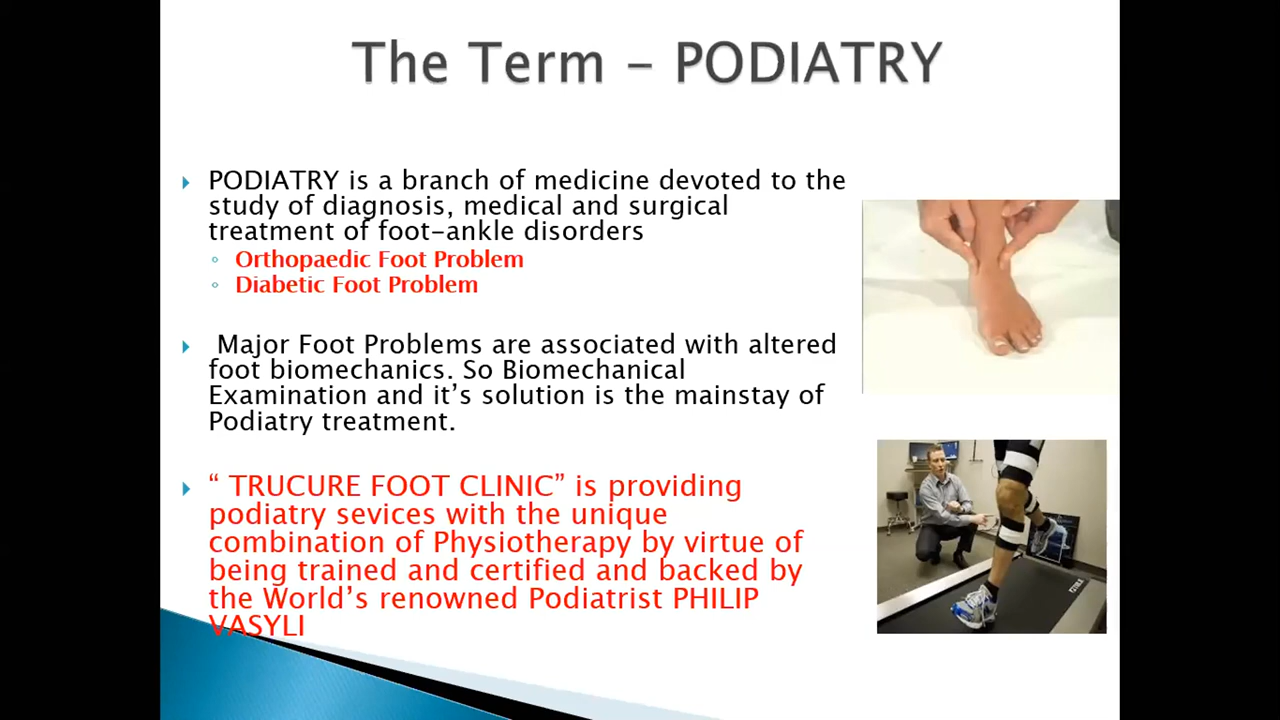 The Term – PODIATRY
PODIATRY is a branch of medicine devoted to the
study of diagnosis, medical and surgical
treatment of foot-ankle disorders
Orthopaedic Foot Problem
Diabetic Foot Problem
Major Foot Problems are associated with altered
foot biomechanics. So Biomechanical
Examination and it’s solution is the mainstay of
Podiatry treatment.
“ TRUCURE FOOT CLINIC” is providing
podiatry sevices with the unique
combination of Physiotherapy by virtue of
being trained and certified and backed by
the World’s renowned Podiatrist PHILIP
VASYLI